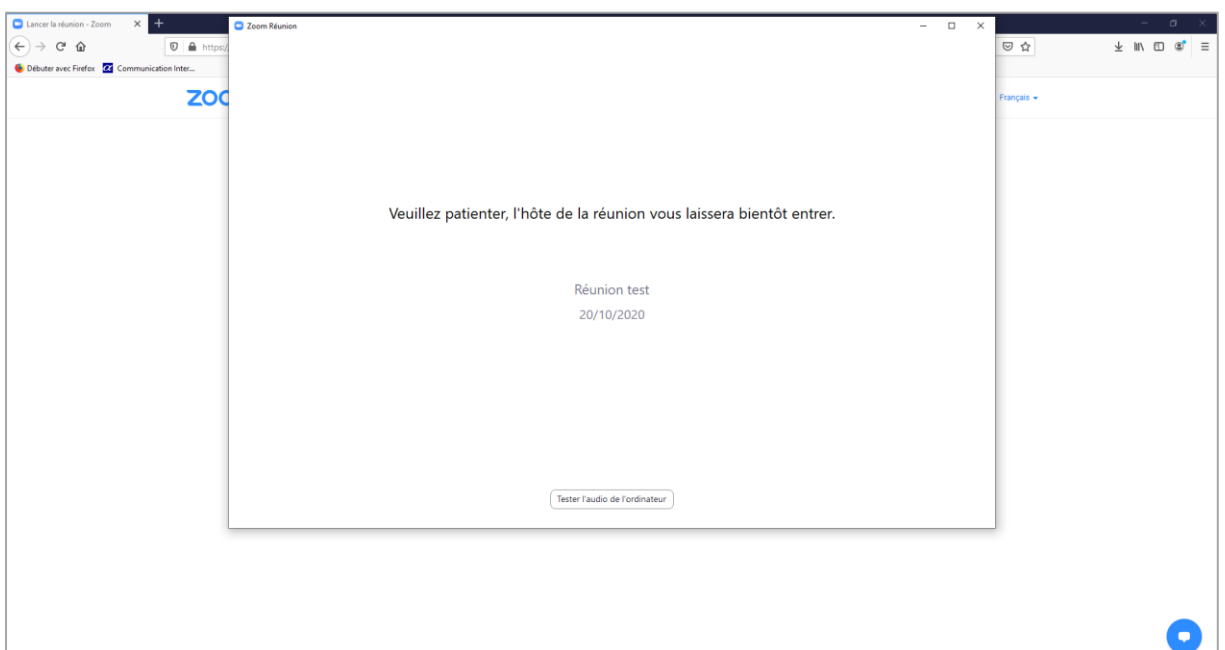 Lancer la réunion - Zoom
Zoom Réunion
https:/
Débuter avec Firefox
Communication Inter...
zoo
Français
Veuillez patienter, l'hôte de la réunion vous laissera bientôt entrer.
Réunion test
20/10/2020
Tester l'audio de l'ordinateur